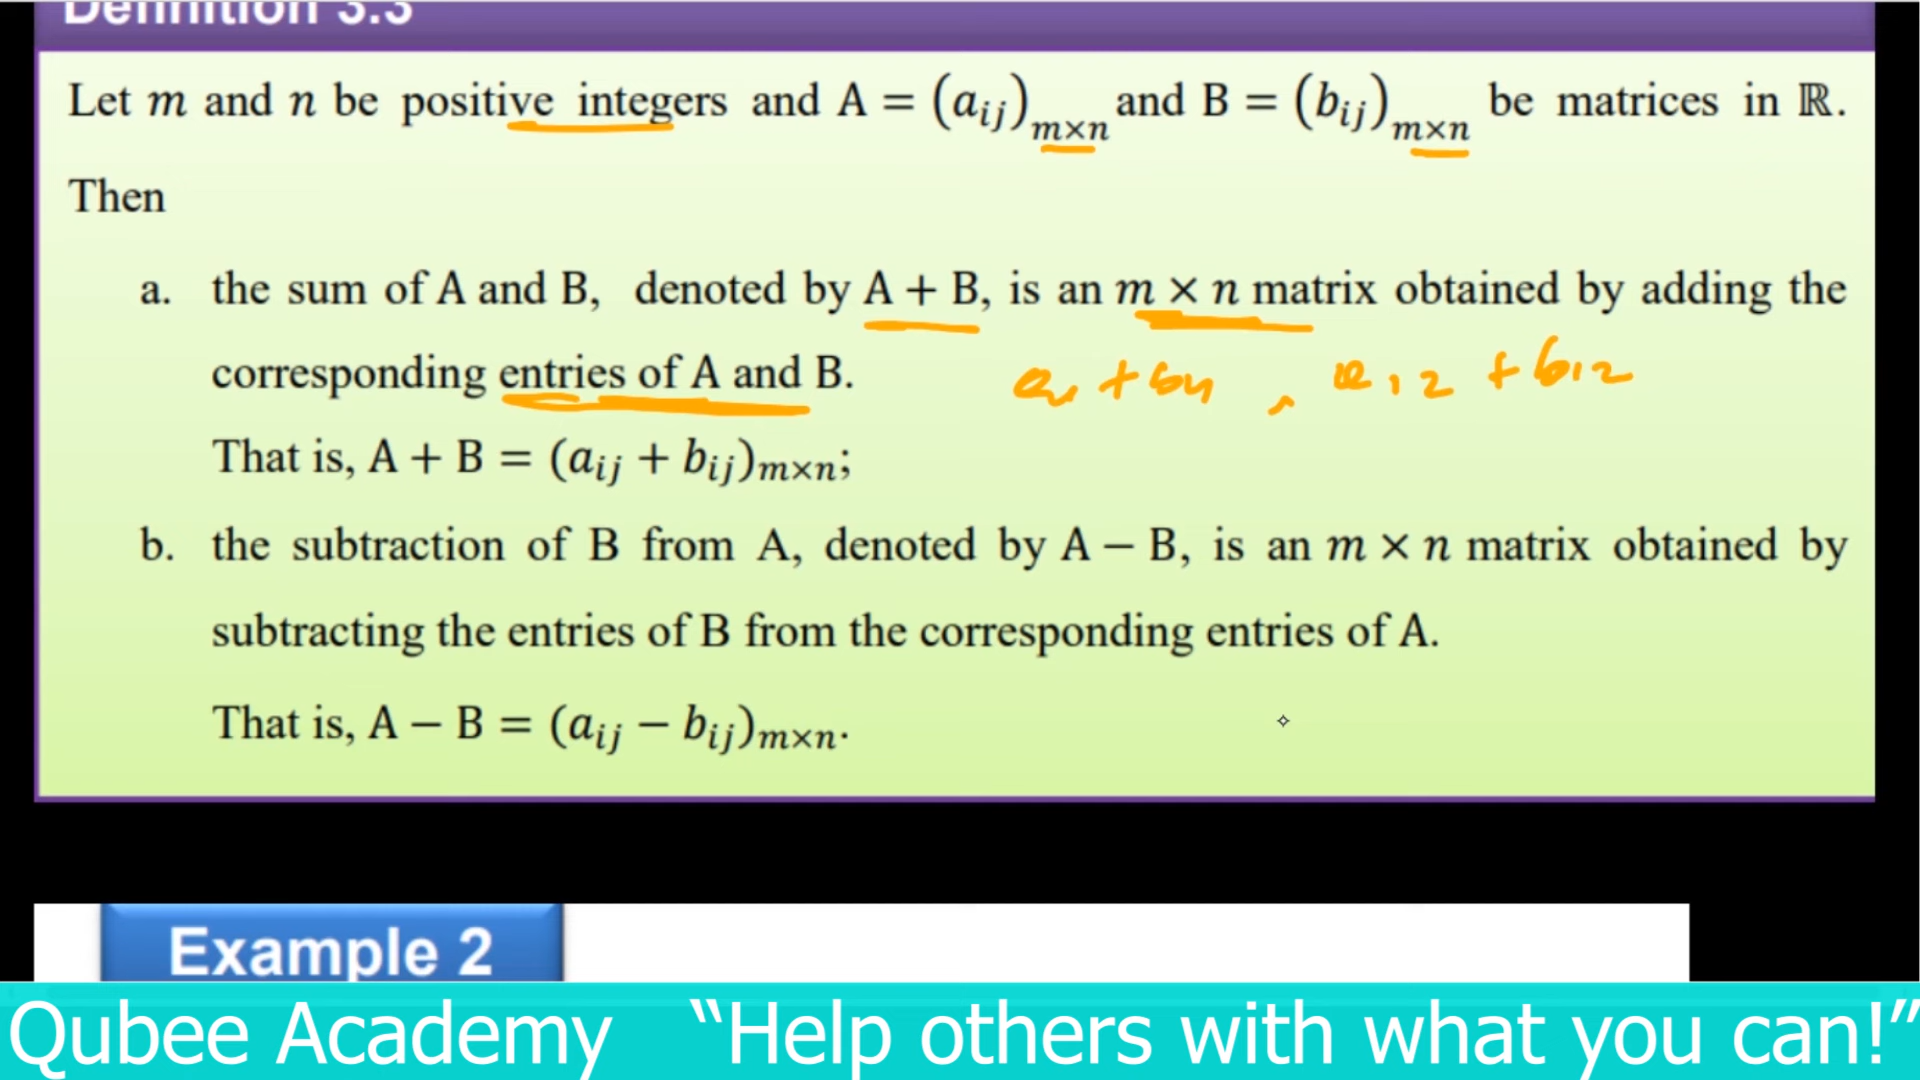 Definition 3.3
Let m and n be positive integers and A = (aij)m×n and B = (bij)m×n be matrices in ℝ.
Then
a. the sum of A and B, denoted by A + B, is an m × n matrix obtained by adding the
corresponding entries of A and B.
+ , a12 + b12
That is, A + B = (aij + bij)m×n;
b. the subtraction of B from A, denoted by A − B, is an m × n matrix obtained by
subtracting the entries of B from the corresponding entries of A.
That is, A − B = (aij − bij)m×n.
Example 2
Qubee Academy “Help others with what you can!”